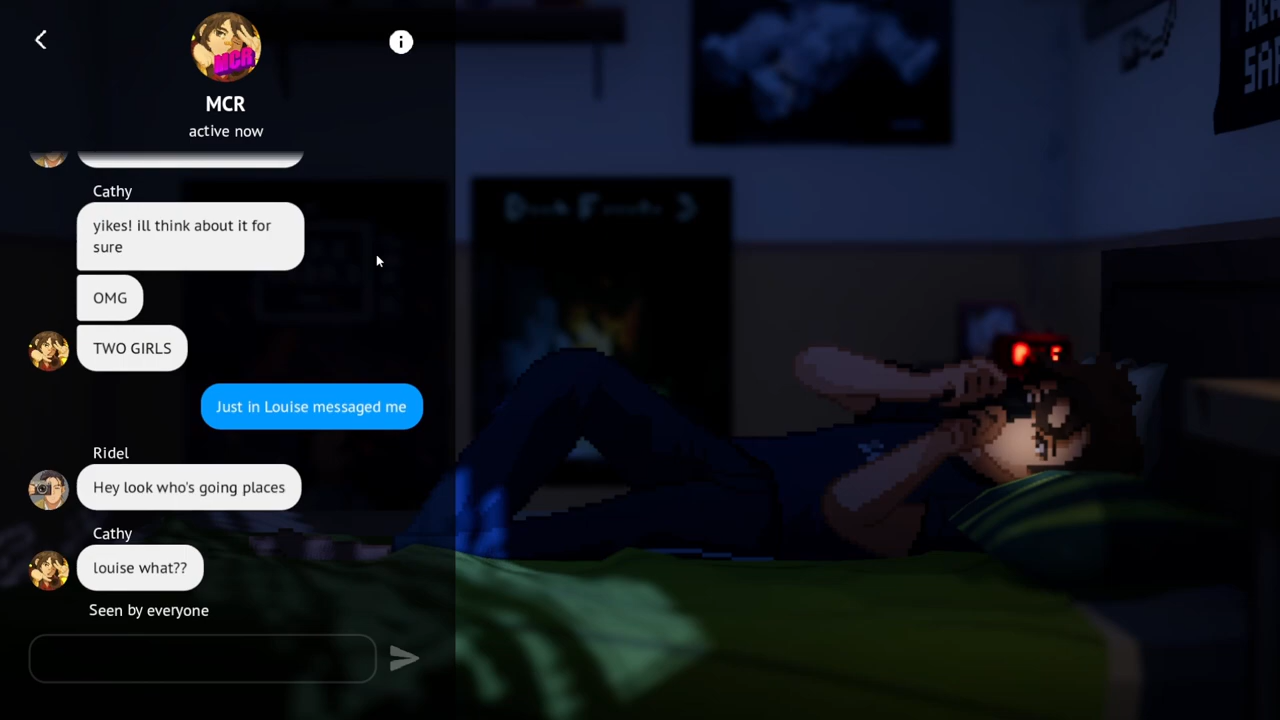 MCR
MCR
active now
Cathy
yikes! ill think about it for
sure
OMG
TWO GIRLS
Just in Louise messaged me
Ridel
Hey look who's going places
Cathy
louise what??
Seen by everyone